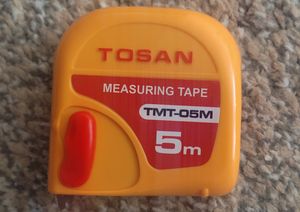 TOSAN
MEASURING TAPE
TMT-05M
5m